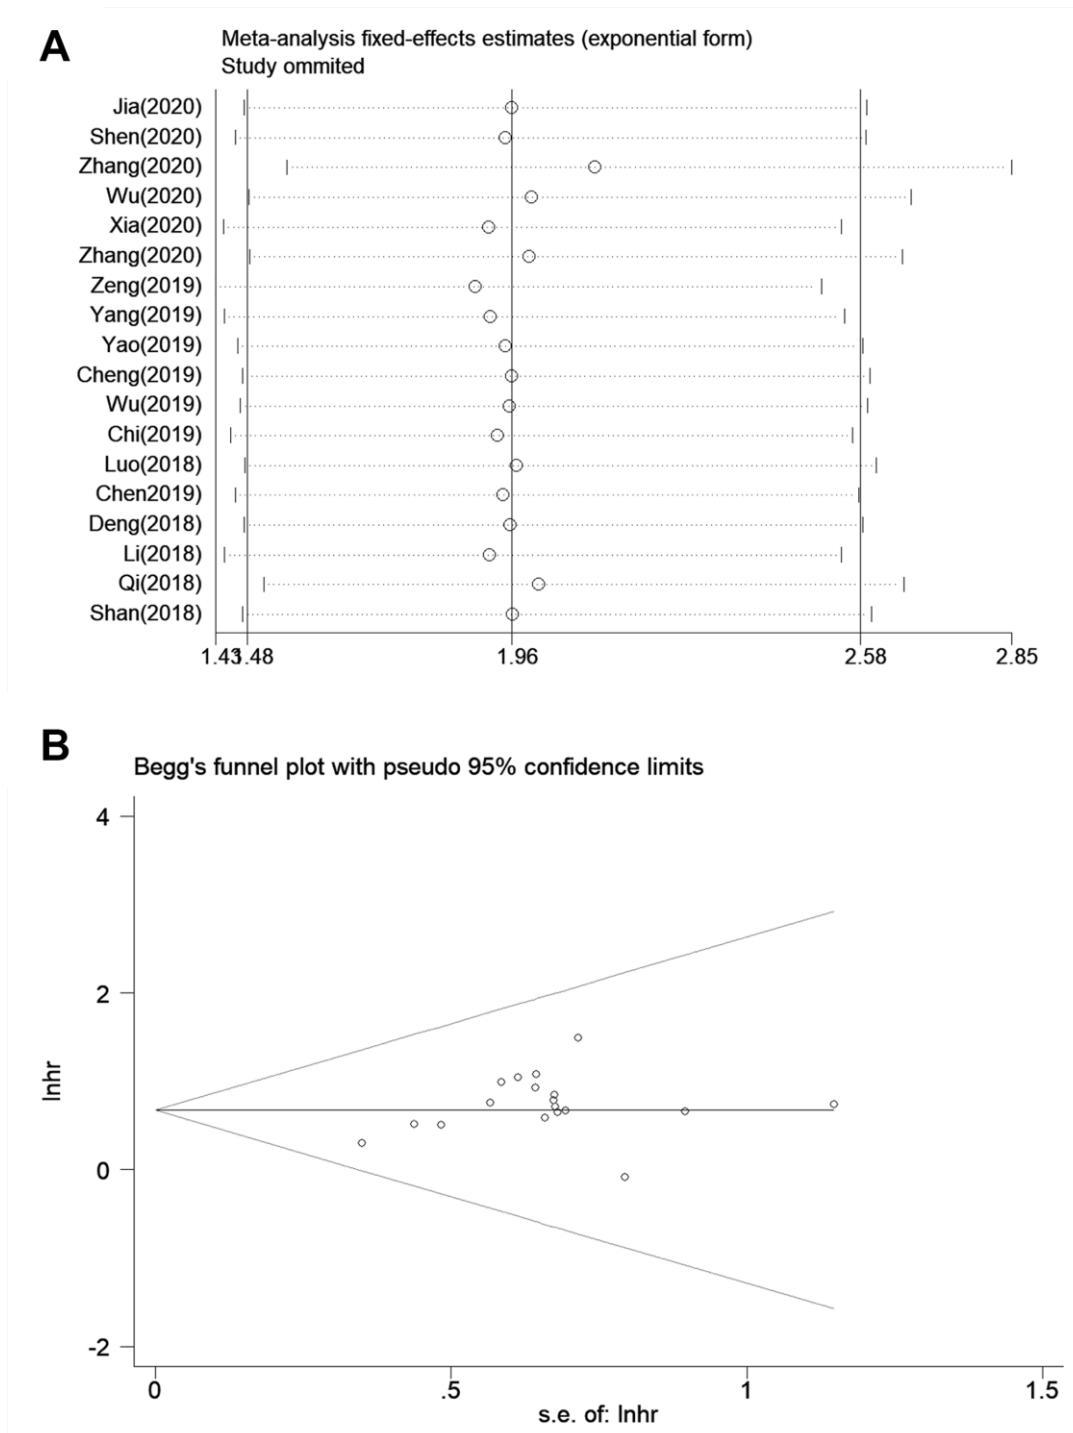 A
Meta-analysis fixed-effects estimates (exponential form)
Study ommited
Jia(2020)
Shen(2020)
Zhang(2020)
Wu(2020)
Xia(2020)
Zhang(2020)
Zeng(2019)
Yang(2019)
Yao(2019)
Cheng(2019)
Wu(2019)
Chi(2019)
Luo(2018)
Chen2019)
Deng(2018)
Li(2018)
Qi(2018)
Shan(2018)
1.43 1.48 1.96 2.58 2.85
B
Begg's funnel plot with pseudo 95% confidence limits
4
2
0
-2
lnhr
0 .5 1 1.5
s.e. of: lnhr